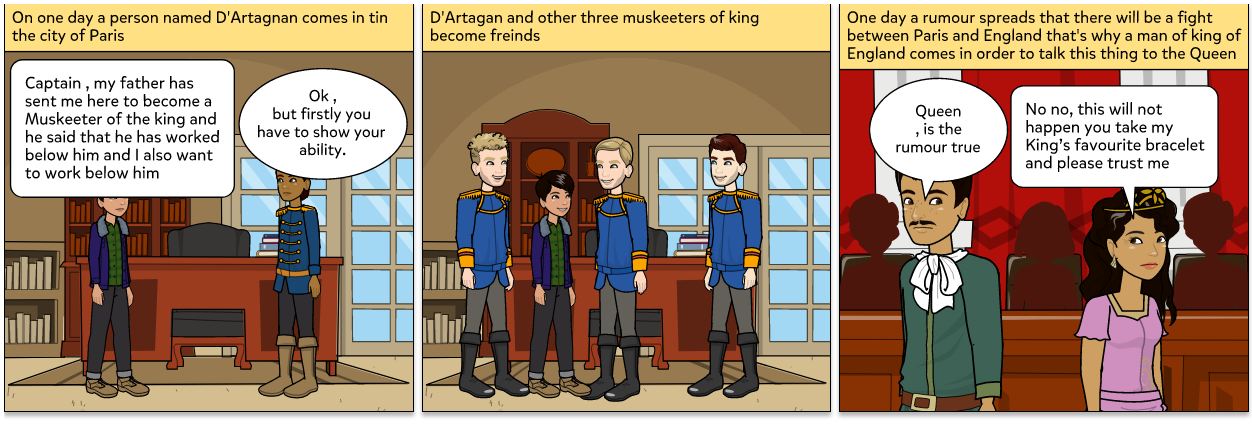 On one day a person named D'Artagnan comes in tin
the city of Paris
Captain , my father has
sent me here to become a
Muskeeter of the king and
he said that he has worked
below him and I also want
to work below him
Ok ,
but firstly you
have to show your
ability.
D'Artagan and other three muskeeters of king
become freinds
One day a rumour spreads that there will be a fight
between Paris and England that's why a man of king of
England comes in order to talk this thing to the Queen
Queen
, is the
rumour true
No no, this will not
happen you take my
King's favourite bracelet
and please trust me